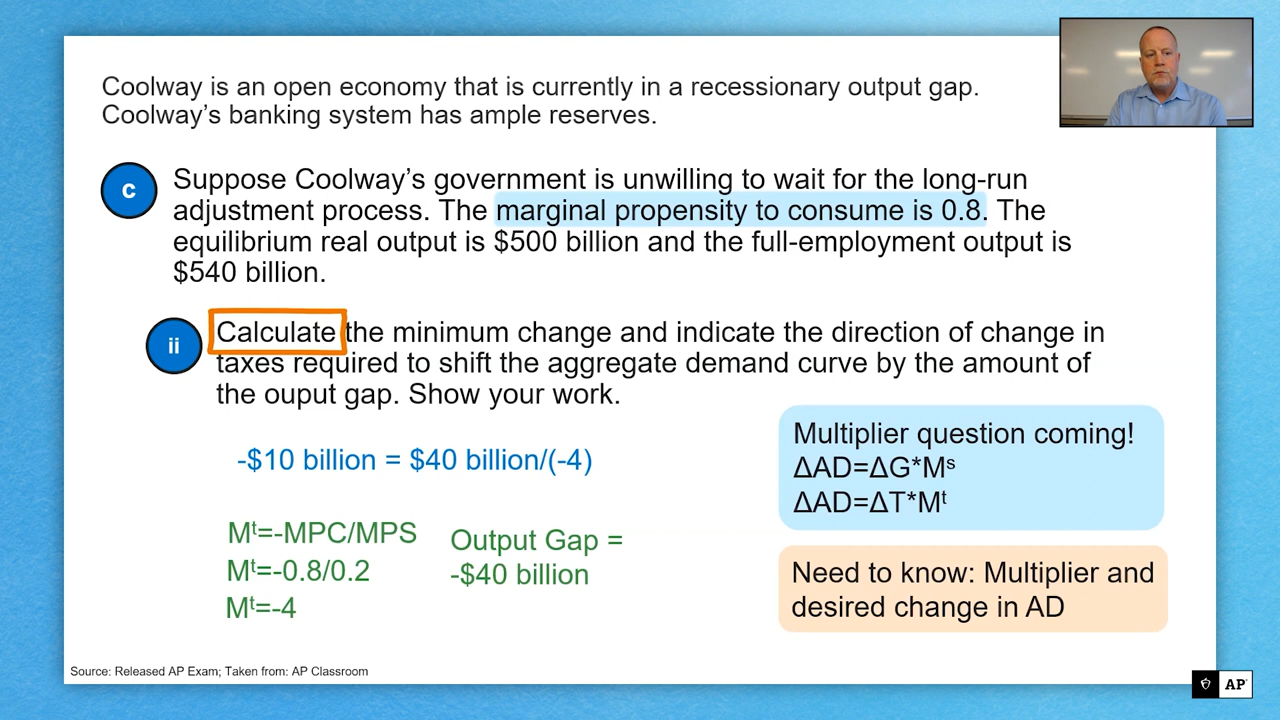 Coolway is an open economy that is currently in a recessionary output gap.
Coolway’s banking system has ample reserves.
c
Suppose Coolway’s government is unwilling to wait for the long-run
adjustment process. The marginal propensity to consume is 0.8. The
equilibrium real output is $500 billion and the full-employment output is
$540 billion.
ii
Calculate the minimum change and indicate the direction of change in
taxes required to shift the aggregate demand curve by the amount of
the ouput gap. Show your work.
-$10 billion = $40 billion/(-4)
Mᵗ=-MPC/MPS
Mᵗ=-0.8/0.2
Mᵗ=-4
Output Gap =
-$40 billion
Multiplier question coming!
ΔAD=ΔG*Mˢ
ΔAD=ΔT*Mᵗ
Need to know: Multiplier and
desired change in AD
Source: Released AP Exam; Taken from: AP Classroom
AP